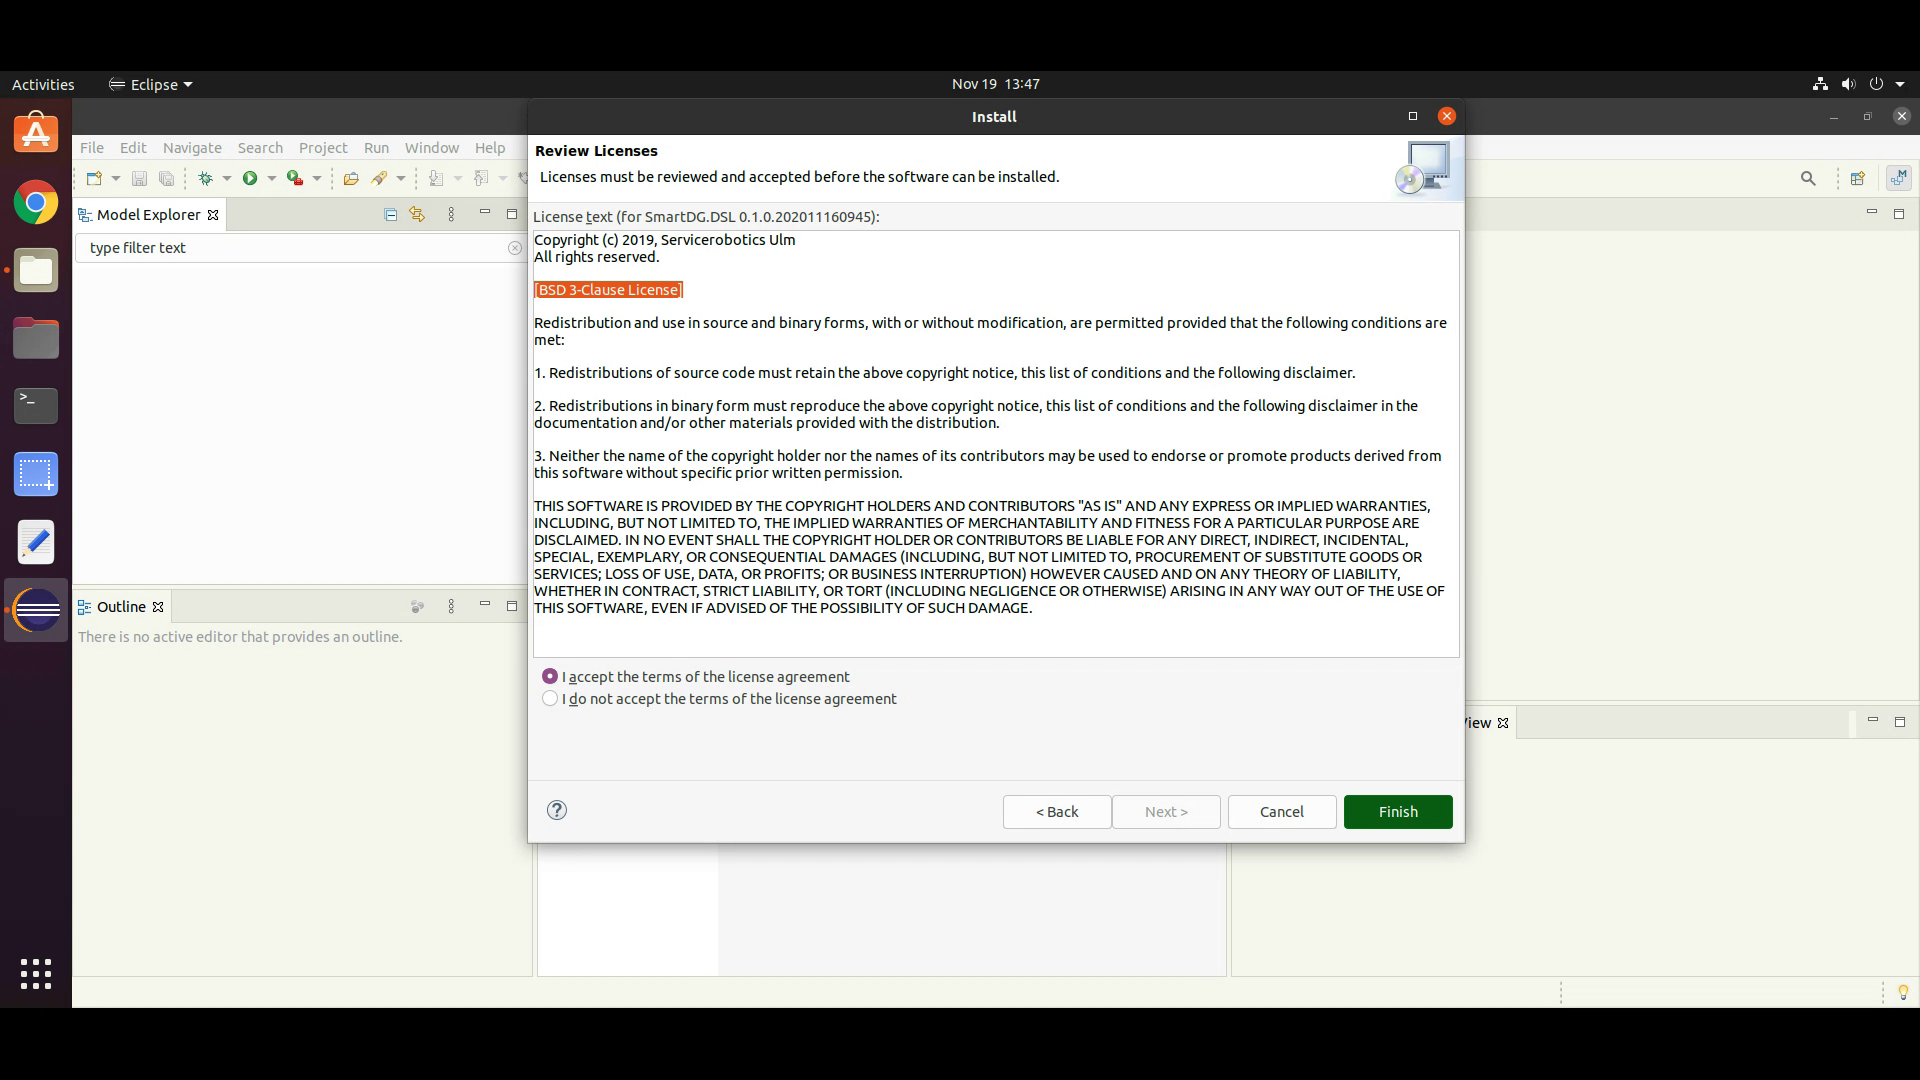 Activities
Eclipse
Nov 19 13:47
Install
File Edit Navigate Search Project Run Window Help
Review Licenses
Licenses must be reviewed and accepted before the software can be installed.
Model Explorer
type filter text
License text (for SmartDG.DSL 0.1.0.202011160945):
Copyright (c) 2019, Servicerobotics Ulm
All rights reserved.
[BSD 3-Clause License]
Redistribution and use in source and binary forms, with or without modification, are permitted provided that the following conditions are
met:
1. Redistributions of source code must retain the above copyright notice, this list of conditions and the following disclaimer.
2. Redistributions in binary form must reproduce the above copyright notice, this list of conditions and the following disclaimer in the
documentation and/or other materials provided with the distribution.
3. Neither the name of the copyright holder nor the names of its contributors may be used to endorse or promote products derived from
this software without specific prior written permission.
THIS SOFTWARE IS PROVIDED BY THE COPYRIGHT HOLDERS AND CONTRIBUTORS "AS IS" AND ANY EXPRESS OR IMPLIED WARRANTIES,
INCLUDING, BUT NOT LIMITED TO, THE IMPLIED WARRANTIES OF MERCHANTABILITY AND FITNESS FOR A PARTICULAR PURPOSE ARE
DISCLAIMED. IN NO EVENT SHALL THE COPYRIGHT HOLDER OR CONTRIBUTORS BE LIABLE FOR ANY DIRECT, INDIRECT, INCIDENTAL,
SPECIAL, EXEMPLARY, OR CONSEQUENTIAL DAMAGES (INCLUDING, BUT NOT LIMITED TO, PROCUREMENT OF SUBSTITUTE GOODS OR
SERVICES; LOSS OF USE, DATA, OR PROFITS; OR BUSINESS INTERRUPTION) HOWEVER CAUSED AND ON ANY THEORY OF LIABILITY,
WHETHER IN CONTRACT, STRICT LIABILITY, OR TORT (INCLUDING NEGLIGENCE OR OTHERWISE) ARISING IN ANY WAY OUT OF THE USE OF
THIS SOFTWARE, EVEN IF ADVISED OF THE POSSIBILITY OF SUCH DAMAGE.
Outline
There is no active editor that provides an outline.
I accept the terms of the license agreement
I do not accept the terms of the license agreement
View
< Back
Next >
Cancel
Finish